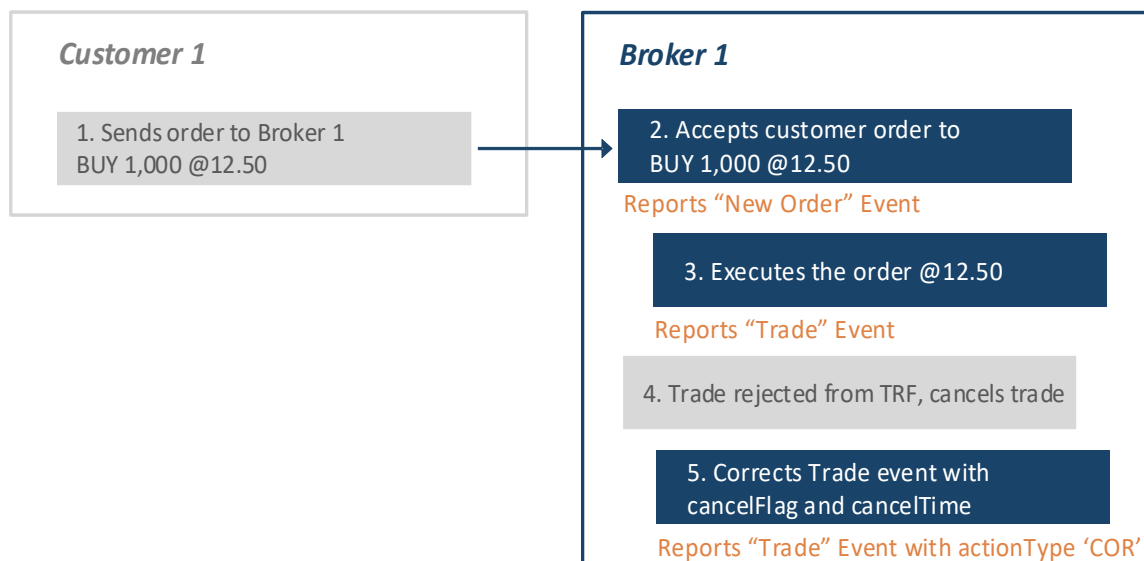 Customer 1
1. Sends order to Broker 1
BUY 1,000 @12.50
Broker 1
2. Accepts customer order to
BUY 1,000 @12.50
Reports “New Order” Event
3. Executes the order @12.50
Reports “Trade” Event
4. Trade rejected from TRF, cancels trade
5. Corrects Trade event with
cancelFlag and cancelTime
Reports “Trade” Event with actionType ‘COR’